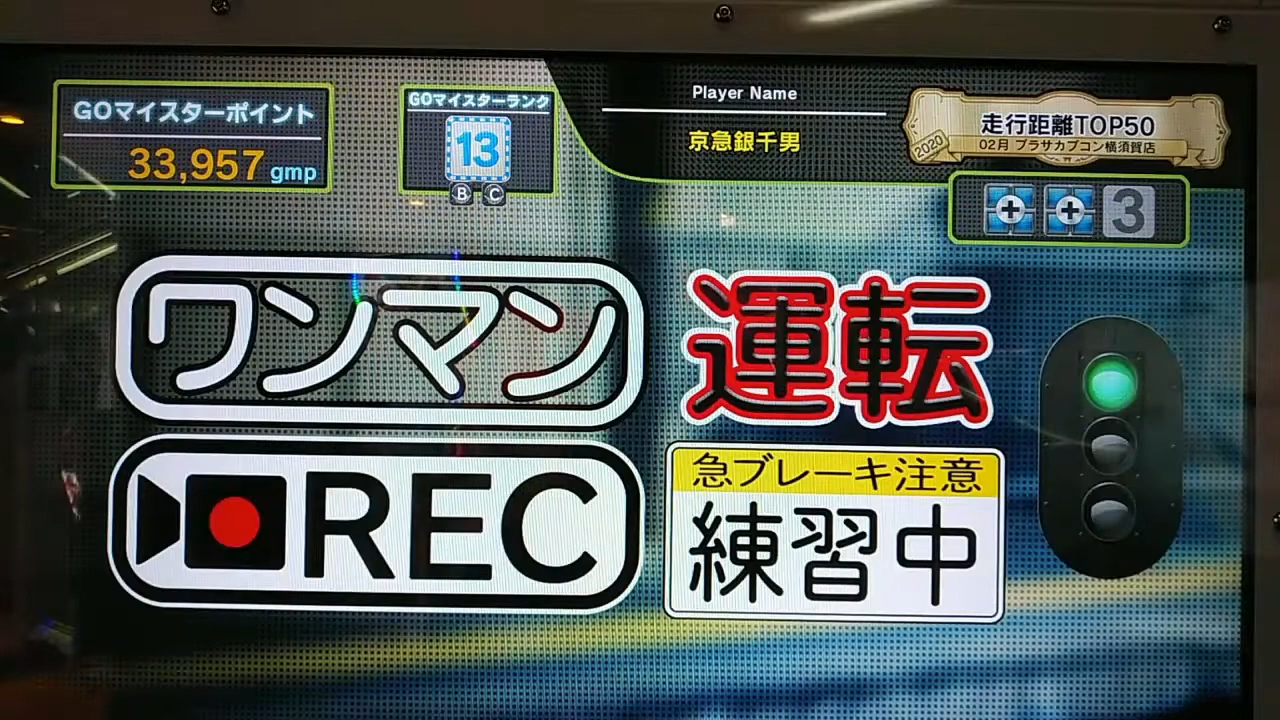 GOマイスターポイント
33,957 gmp
GOマイスターランク
13
B C
Player Name
京急銀千男
走行距離TOP50
2020
02月 プラサカプコン横須賀店
3
ワンマン
運転
REC
急ブレーキ注意
練習中